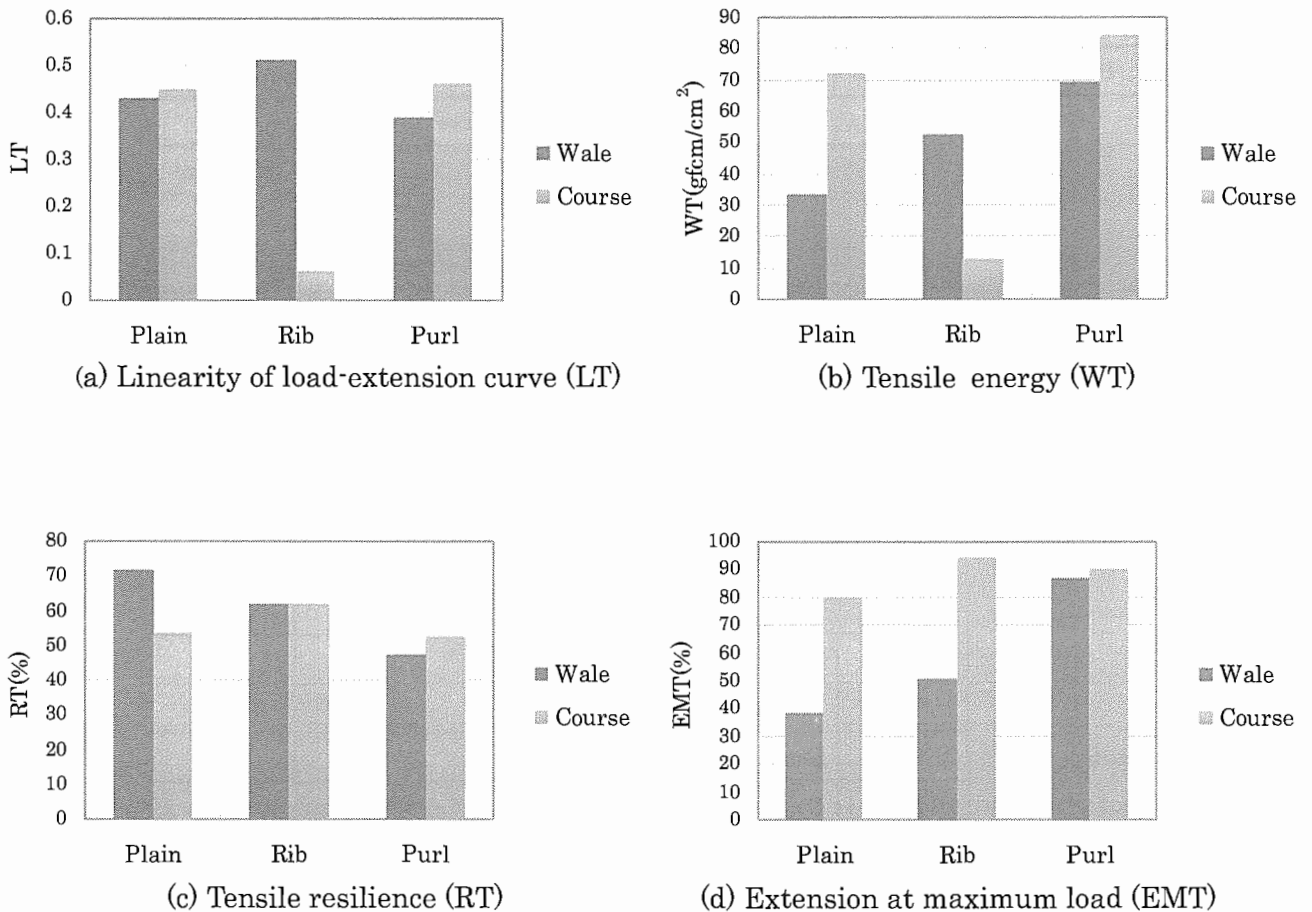 0.6
0.5
0.4
0.3
0.2
0.1
0
LT
Plain Rib Purl
Wale
Course
(a) Linearity of load-extension curve (LT)
90
80
70
60
50
40
30
20
10
0
WT(gfcm/cm²)
Plain Rib Purl
Wale
Course
(b) Tensile energy (WT)
80
70
60
50
40
30
20
10
0
RT(%)
Plain Rib Purl
Wale
Course
(c) Tensile resilience (RT)
100
90
80
70
60
50
40
30
20
10
0
EMT(%)
Plain Rib Purl
Wale
Course
(d) Extension at maximum load (EMT)